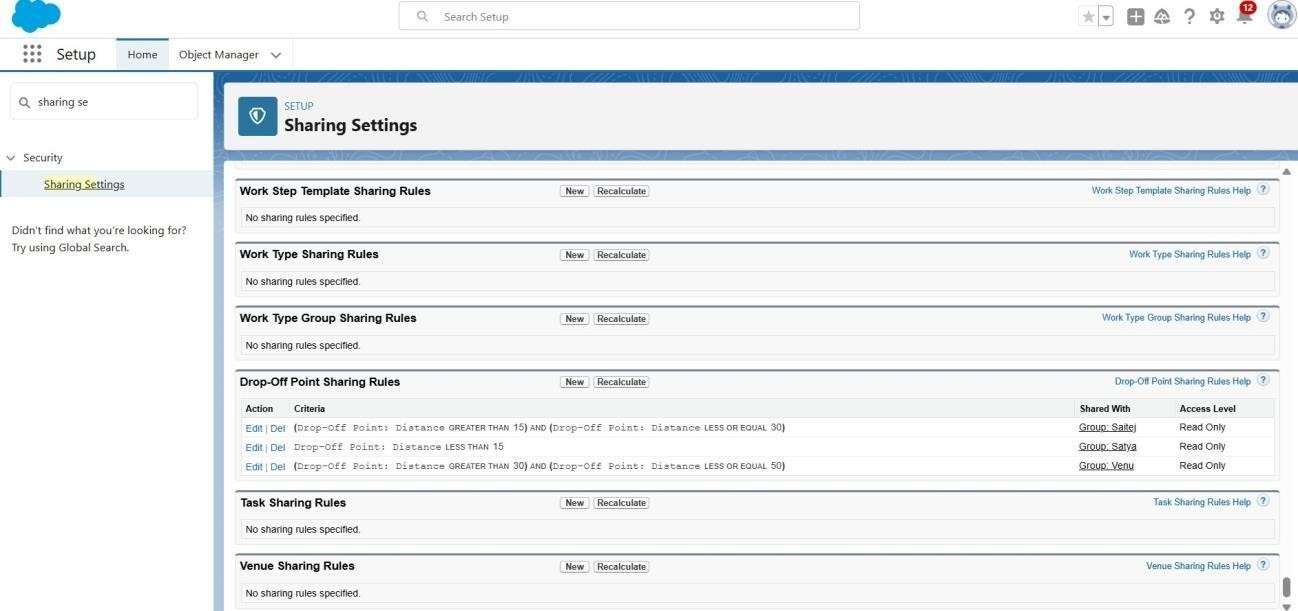 Search Setup
12
Setup
Home
Object Manager
sharing se
Security
Sharing Settings
Didn't find what you're looking for?
Try using Global Search.
SETUP
Sharing Settings
Work Step Template Sharing Rules New Recalculate Work Step Template Sharing Rules Help ?
No sharing rules specified.
Work Type Sharing Rules New Recalculate Work Type Sharing Rules Help ?
No sharing rules specified.
Work Type Group Sharing Rules New Recalculate Work Type Group Sharing Rules Help ?
No sharing rules specified.
Drop-Off Point Sharing Rules New Recalculate Drop-Off Point Sharing Rules Help ?
Action Criteria Shared With Access Level
Edit | Del (Drop-Off Point: Distance GREATER THAN 15) AND (Drop-Off Point: Distance LESS OR EQUAL 30) Group: Saitej Read Only
Edit | Del Drop-Off Point: Distance LESS THAN 15 Group: Satya Read Only
Edit | Del (Drop-Off Point: Distance GREATER THAN 30) AND (Drop-Off Point: Distance LESS OR EQUAL 50) Group: Venu Read Only
Task Sharing Rules New Recalculate Task Sharing Rules Help ?
No sharing rules specified.
Venue Sharing Rules New Recalculate Venue Sharing Rules Help ?
No sharing rules specified.